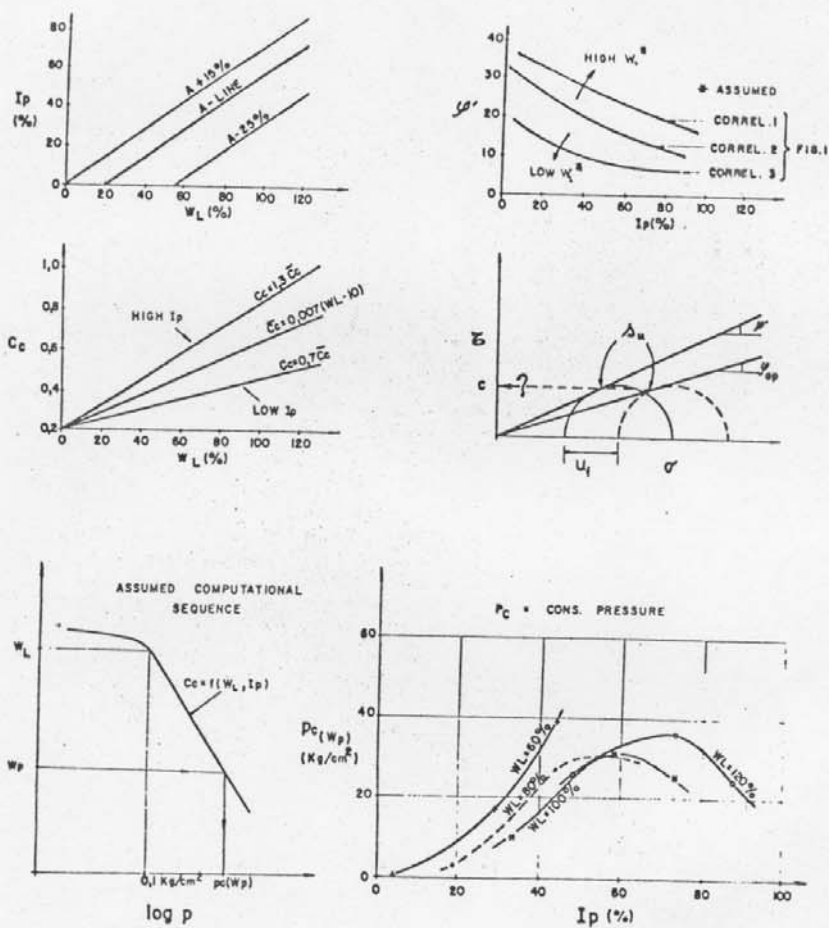 80
60
40
20
0
Ip
(%)
A + 15%
A - LINE
A - 25%
0 20 40 60 80 100 120
WL (%)
40
30
20
10
0
φ'
HIGH WL*
LOW WL*
* ASSUMED
CORREL. 1
CORREL. 2
CORREL. 3
FIG. 1
0 20 40 60 80 100
Ip (%)
1,0
0,8
0,6
0,4
0,2
Cc
HIGH Ip
Cc=1,3 C̄c
C̄c=0,007(WL-10)
Cc=0,7C̄c
LOW Ip
0 20 40 60 80 100 120
WL (%)
su
φ'
φap
c
?
uf
σ
ASSUMED COMPUTATIONAL
SEQUENCE
WL
Cc = f(WL, Ip)
Wp
0,1 Kg/cm² pc(Wp)
log p
Pc = CONS. PRESSURE
60
40
20
0
Pc(Wp)
(Kg/cm²)
WL=60%
WL=80%
WL=100%
WL=120%
20 40 60 80 100
Ip (%)